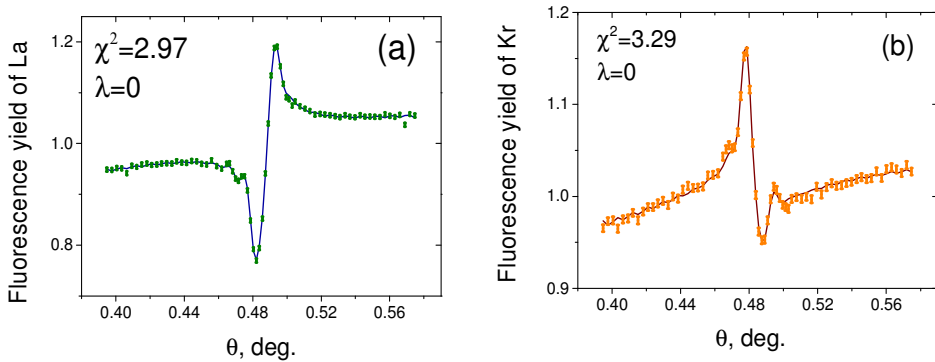 Fluorescence yield of La
χ²=2.97
λ=0
(a)
1.2
1.0
0.8
0.40 0.44 0.48 0.52 0.56
θ, deg.
Fluorescence yield of Kr
χ²=3.29
λ=0
(b)
1.2
1.1
1.0
0.9
0.40 0.44 0.48 0.52 0.56
θ, deg.